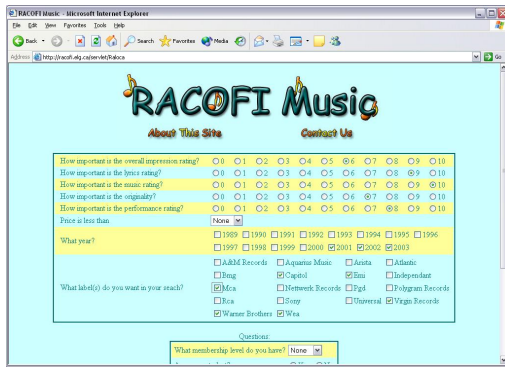 RACOFI Music - Microsoft Internet Explorer
File Edit View Favorites Tools Help
Back Search Favorites Media
Address http://racofi.elg.ca/servlet/Raloca Go
RACOFI Music
About This Site Contact Us
How important is the overall impression rating? 0 1 2 3 4 5 6 7 8 9 10
How important is the lyrics rating? 0 1 2 3 4 5 6 7 8 9 10
How important is the music rating? 0 1 2 3 4 5 6 7 8 9 10
How important is the originality? 0 1 2 3 4 5 6 7 8 9 10
How important is the performance rating? 0 1 2 3 4 5 6 7 8 9 10
Price is less than None
What year? 1989 1990 1991 1992 1993 1994 1995 1996
1997 1998 1999 2000 2001 2002 2003
What label(s) do you want in your seach?
A&M Records Aquarius Music Arista Atlantic
Bmg Capitol Emi Independant
Mca Nettwerk Records Pgd Polygram Records
Rca Sony Universal Virgin Records
Warner Brothers Wea
Questions:
What membership level do you have? None